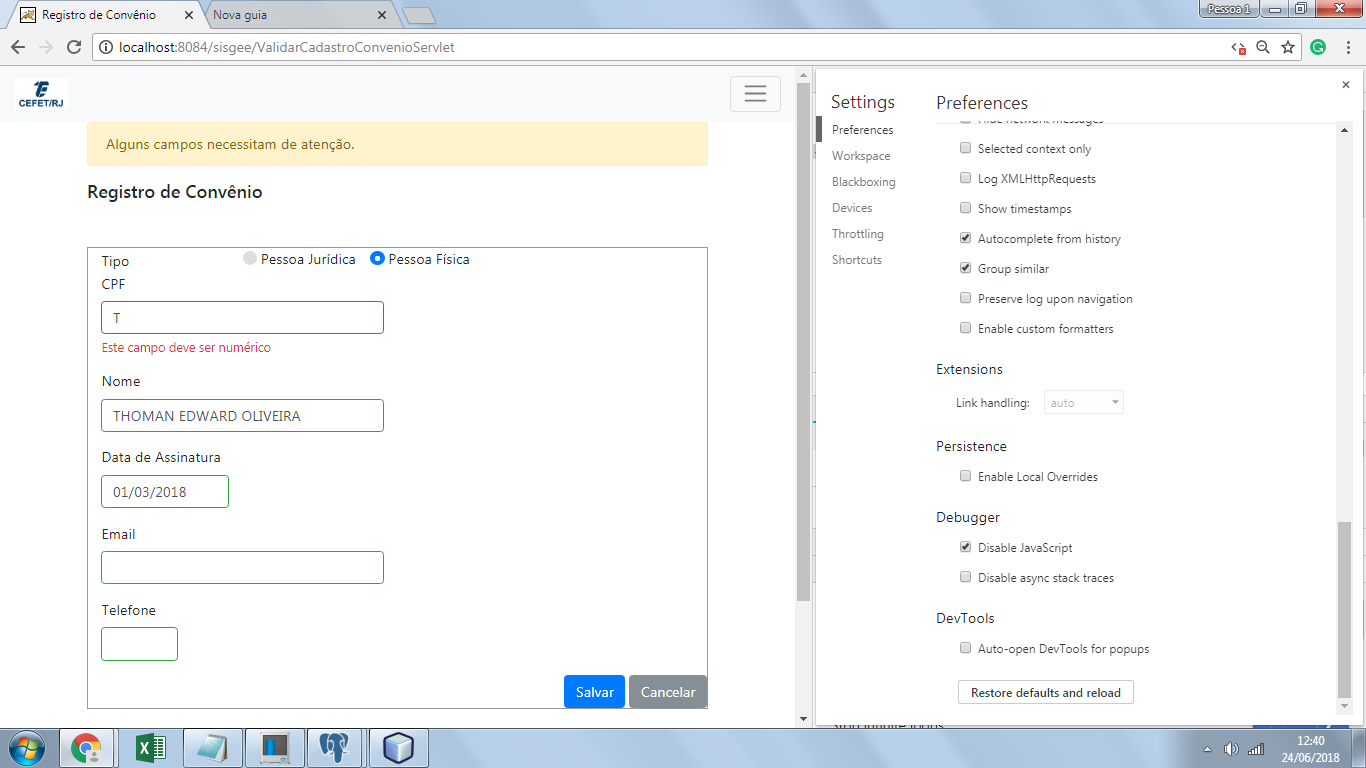 Registro de Convênio
Nova guia
Pessoa 1
localhost:8084/sisgee/ValidarCadastroConvenioServlet
CEFET/RJ
Alguns campos necessitam de atenção.
Registro de Convênio
Tipo
Pessoa Jurídica
Pessoa Física
CPF
T
Este campo deve ser numérico
Nome
THOMAN EDWARD OLIVEIRA
Data de Assinatura
01/03/2018
Email
Telefone
Salvar
Cancelar
Settings
Preferences
Workspace
Blackboxing
Devices
Throttling
Shortcuts
Preferences
Hide network messages
Selected context only
Log XMLHttpRequests
Show timestamps
Autocomplete from history
Group similar
Preserve log upon navigation
Enable custom formatters
Extensions
Link handling:
auto
Persistence
Enable Local Overrides
Debugger
Disable JavaScript
Disable async stack traces
DevTools
Auto-open DevTools for popups
Restore defaults and reload
12:40
24/06/2018